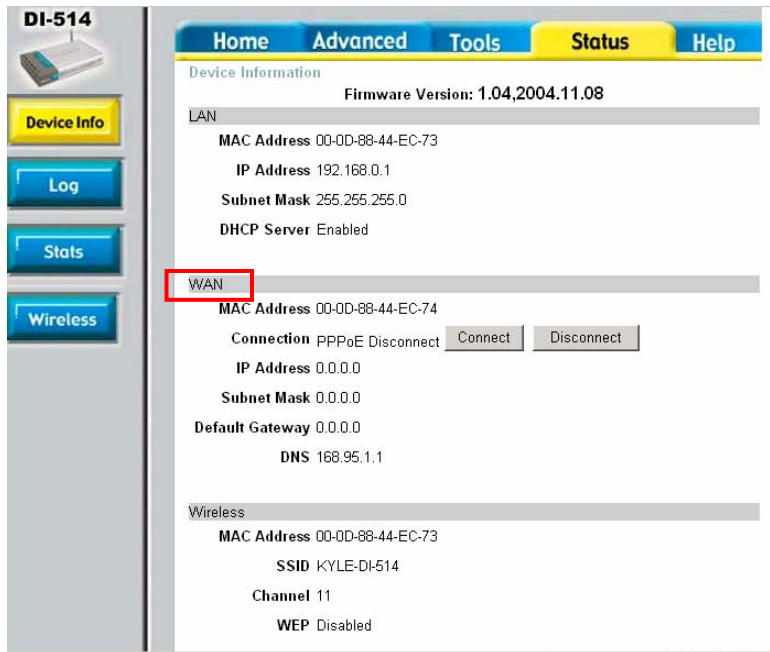 DI-514
Home Advanced Tools Status Help
Device Info
Log
Stats
Wireless
Device Information
Firmware Version: 1.04,2004.11.08
LAN
MAC Address 00-0D-88-44-EC-73
IP Address 192.168.0.1
Subnet Mask 255.255.255.0
DHCP Server Enabled
WAN
MAC Address 00-0D-88-44-EC-74
Connection PPPoE Disconnect Connect Disconnect
IP Address 0.0.0.0
Subnet Mask 0.0.0.0
Default Gateway 0.0.0.0
DNS 168.95.1.1
Wireless
MAC Address 00-0D-88-44-EC-73
SSID KYLE-DI-514
Channel 11
WEP Disabled